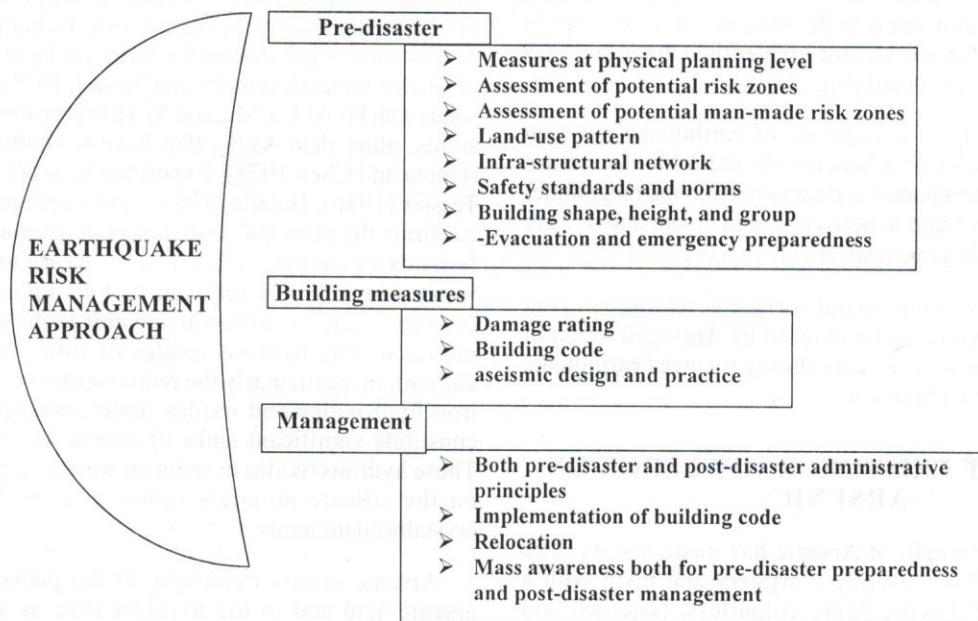 Pre-disaster
Measures at physical planning level
Assessment of potential risk zones
Assessment of potential man-made risk zones
Land-use pattern
Infra-structural network
Safety standards and norms
Building shape, height, and group
-Evacuation and emergency preparedness
EARTHQUAKE
RISK
MANAGEMENT
APPROACH
Building measures
Damage rating
Building code
aseismic design and practice
Management
Both pre-disaster and post-disaster administrative
principles
Implementation of building code
Relocation
Mass awareness both for pre-disaster preparedness
and post-disaster management